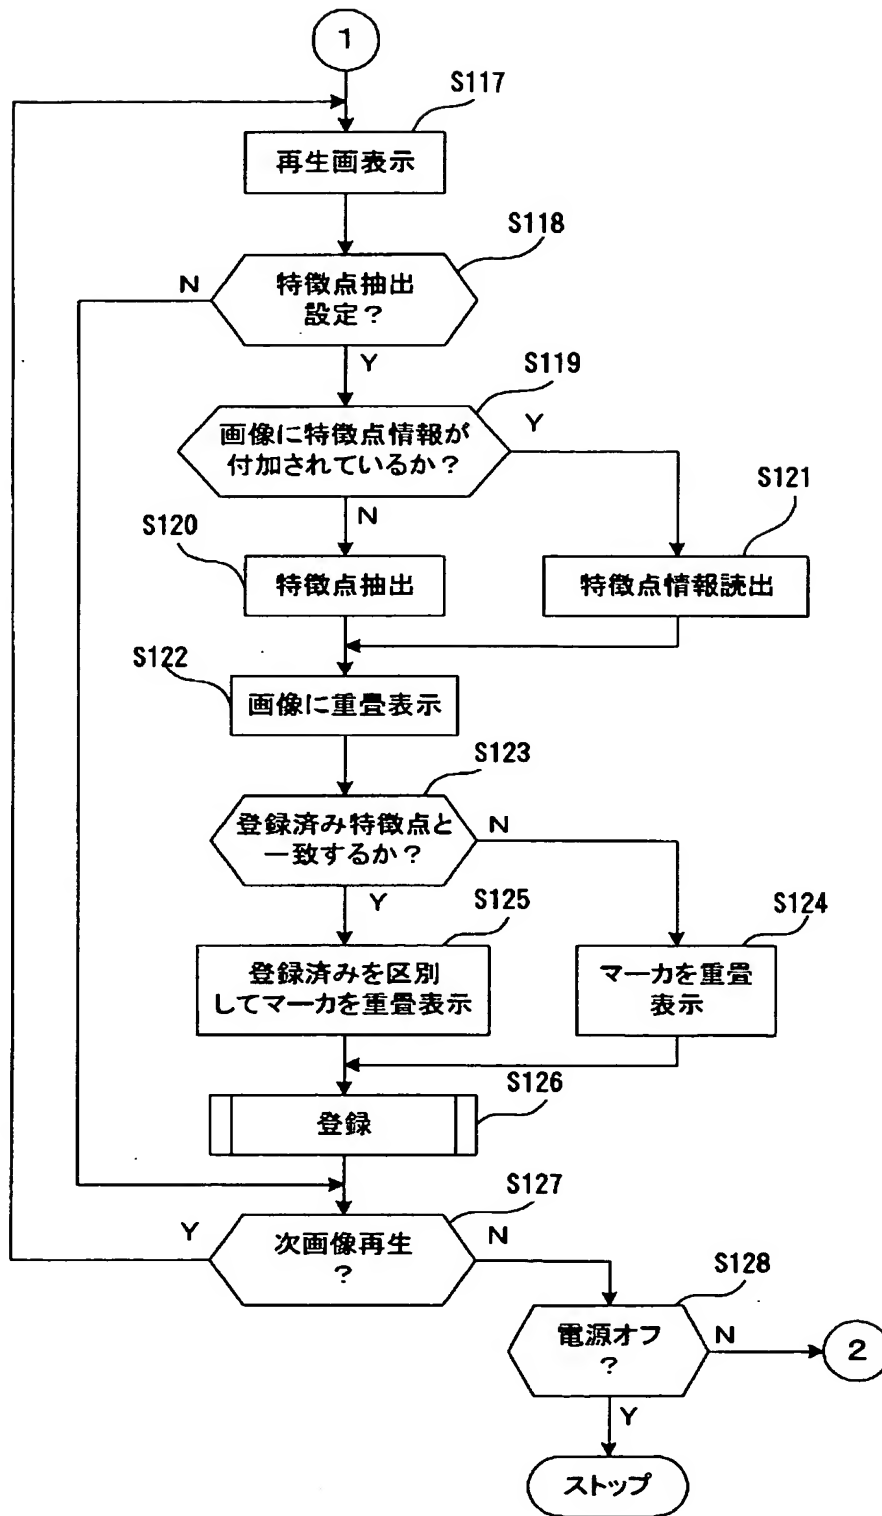 1
S117
再生画表示
S118
特徴点抽出
設定？
N
Y
S119
画像に特徴点情報が
付加されているか？
Y
N
S120
特徴点抽出
S121
特徴点情報読出
S122
画像に重畳表示
S123
登録済み特徴点と
一致するか？
N
Y
S125
登録済みを区別
してマーカを重畳表示
S124
マーカを重畳
表示
S126
登録
S127
次画像再生
？
Y
N
S128
電源オフ
？
N
2
Y
ストップ